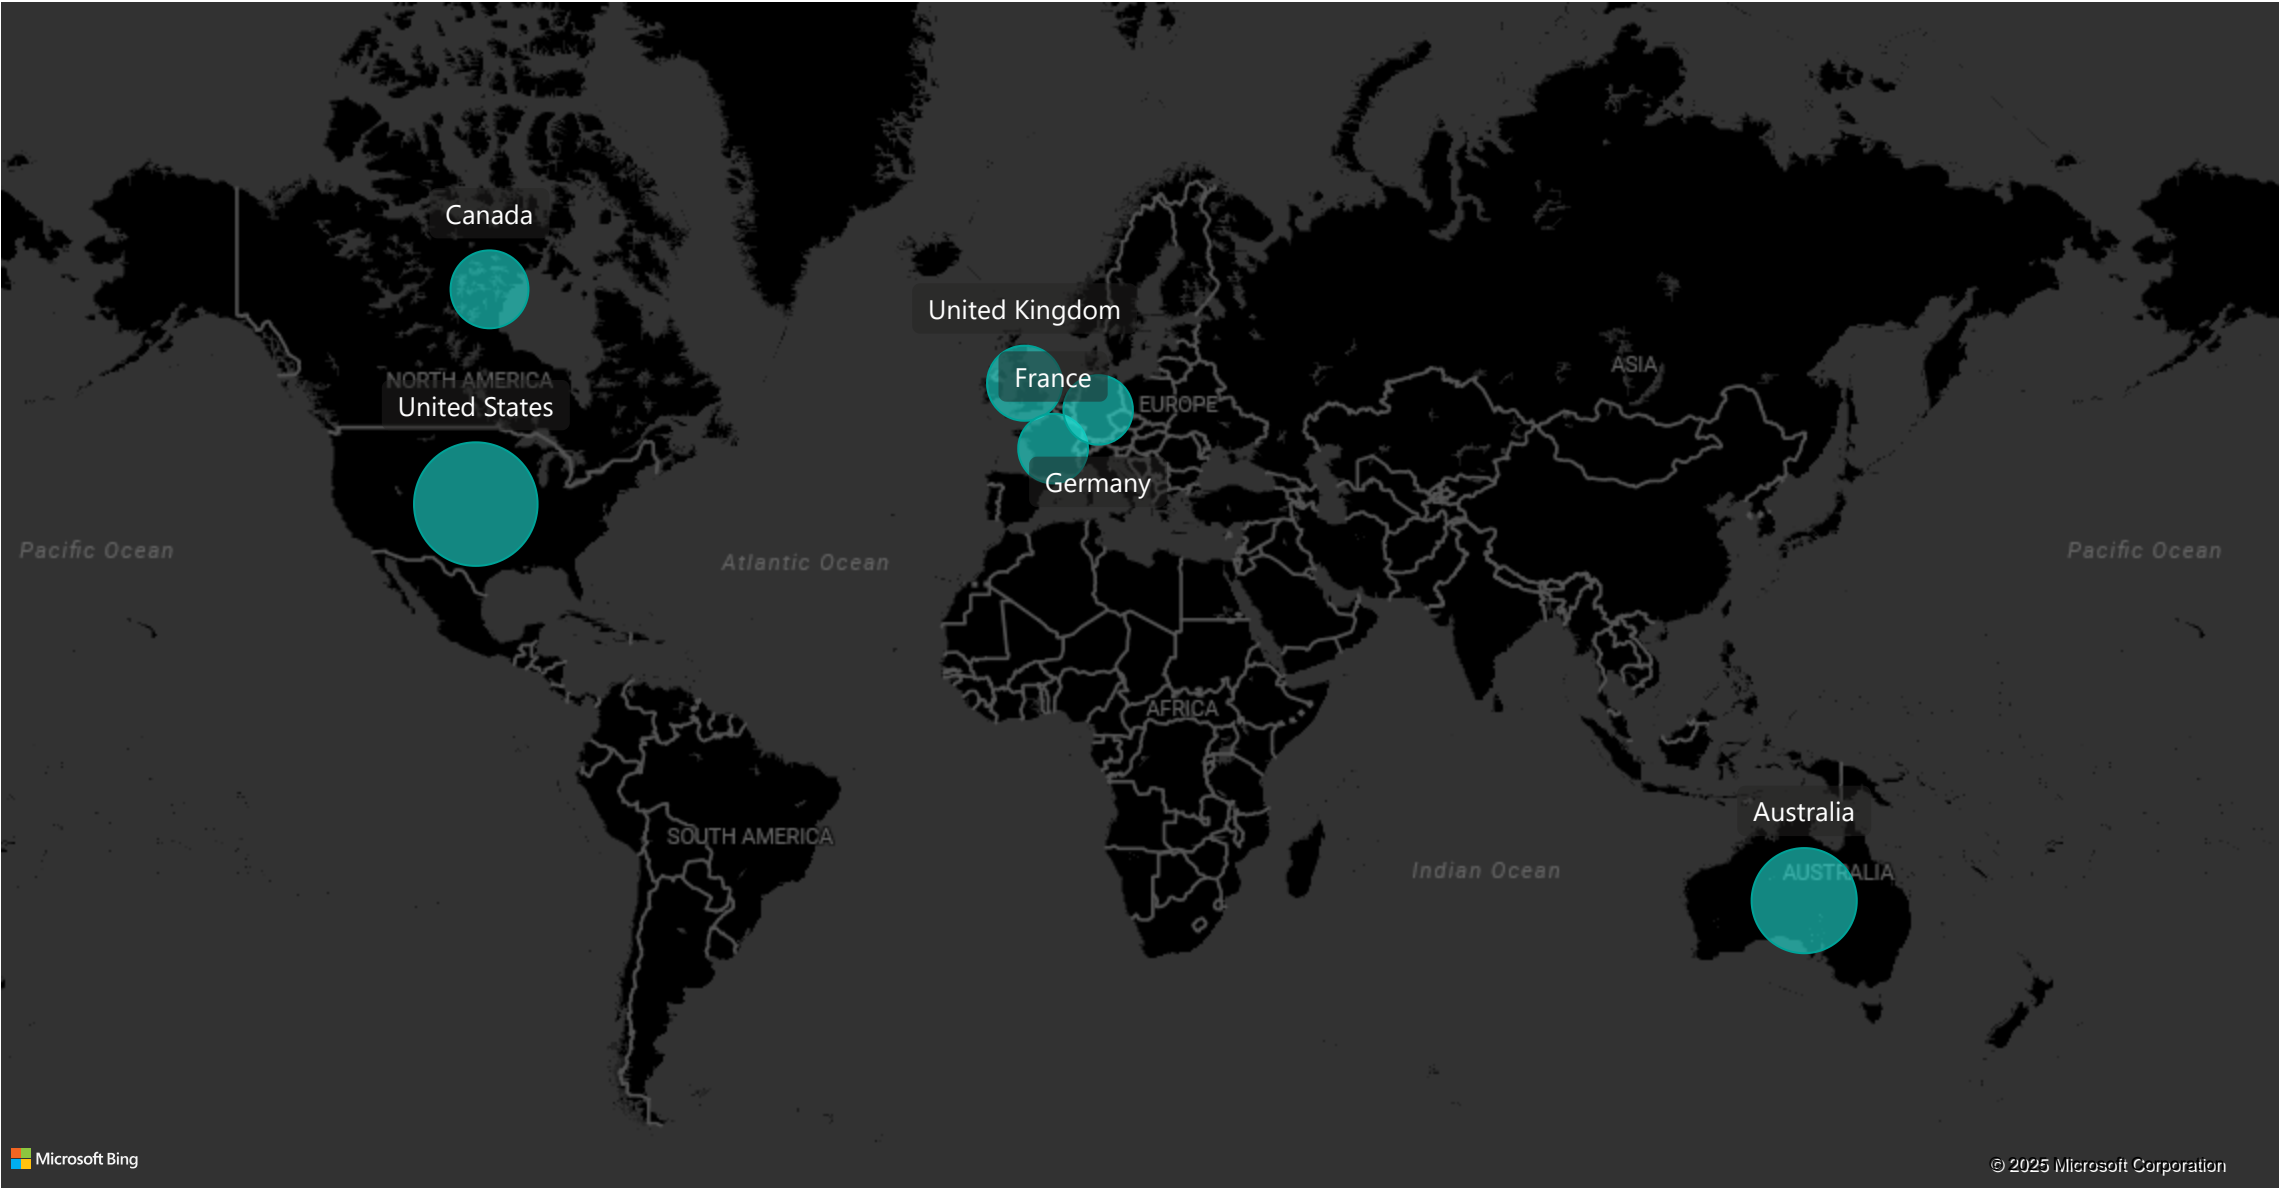 Canada
United Kingdom
ASIA
France
NORTH AMERICA
EUROPE
United States
Germany
Pacific Ocean
Atlantic Ocean
Pacific Ocean
AFRICA
Australia
SOUTH AMERICA
Indian Ocean
AUSTRALIA
Microsoft Bing
© 2025 Microsoft Corporation